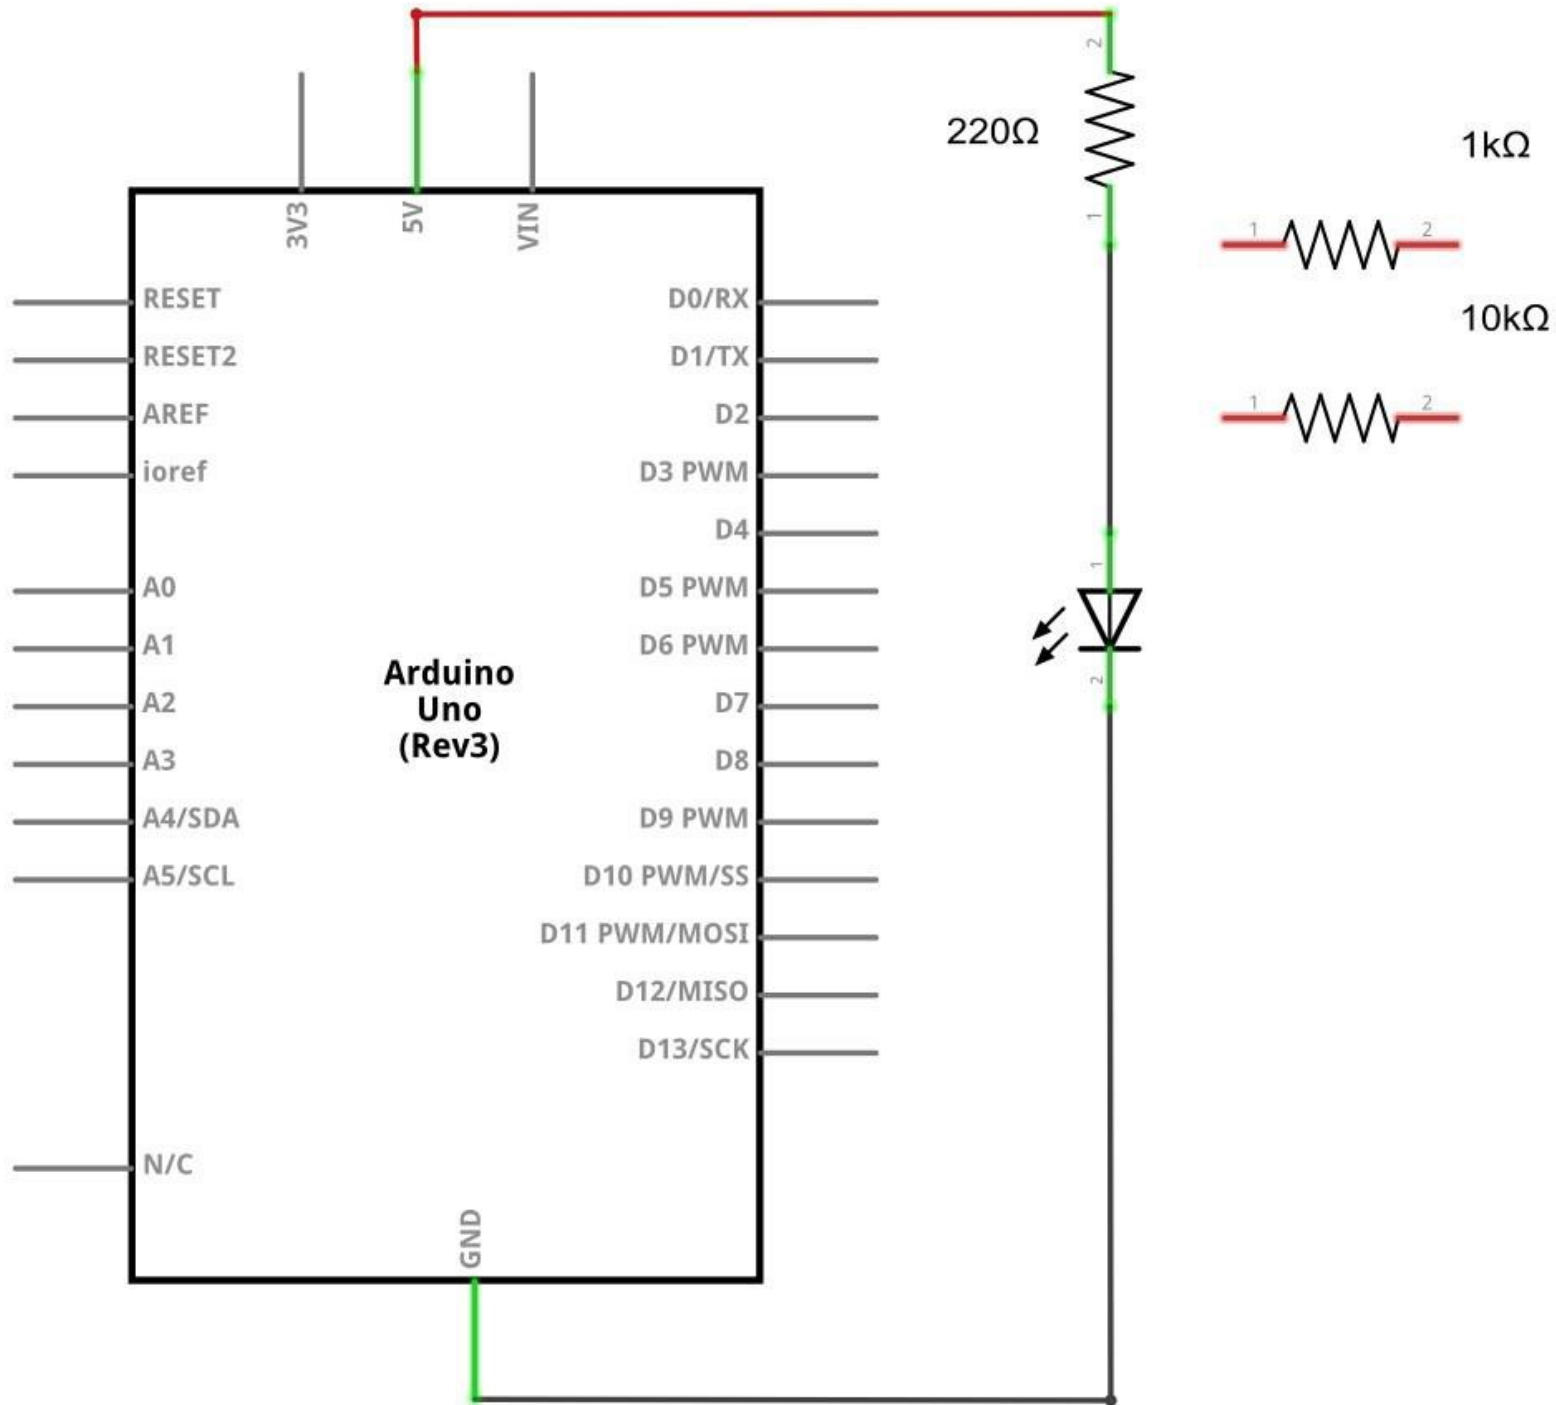 2
220Ω
1kΩ
1
1 2
10kΩ
1 2
1
2
3V3
5V
VIN
RESET
RESET2
AREF
ioref
A0
A1
A2
A3
A4/SDA
A5/SCL
N/C
Arduino
Uno
(Rev3)
D0/RX
D1/TX
D2
D3 PWM
D4
D5 PWM
D6 PWM
D7
D8
D9 PWM
D10 PWM/SS
D11 PWM/MOSI
D12/MISO
D13/SCK
GND